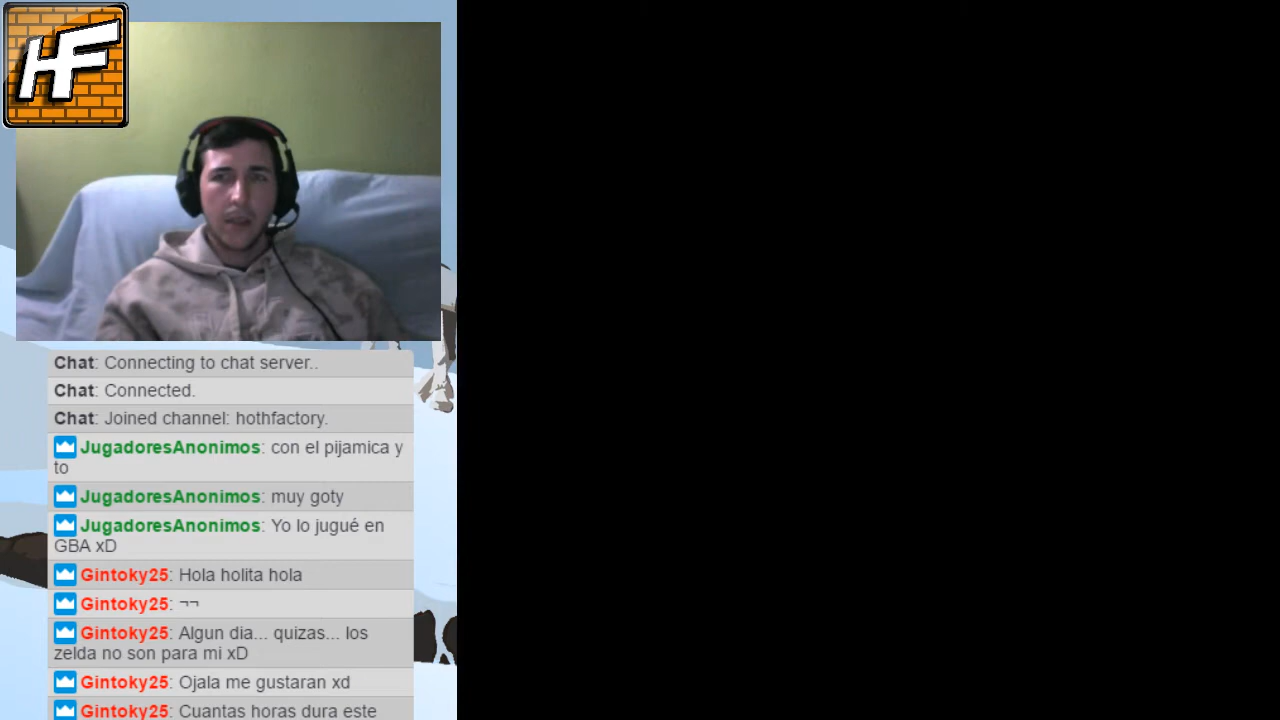 HF
Chat: Connecting to chat server..
Chat: Connected.
Chat: Joined channel: hothfactory.
JugadoresAnonimos: con el pijamica y
to
JugadoresAnonimos: muy goty
JugadoresAnonimos: Yo lo jugué en
GBA xD
Gintoky25: Hola holita hola
Gintoky25: ¬¬
Gintoky25: Algun dia... quizas... los
zelda no son para mi xD
Gintoky25: Ojala me gustaran xd
Gintoky25: Cuantas horas dura este